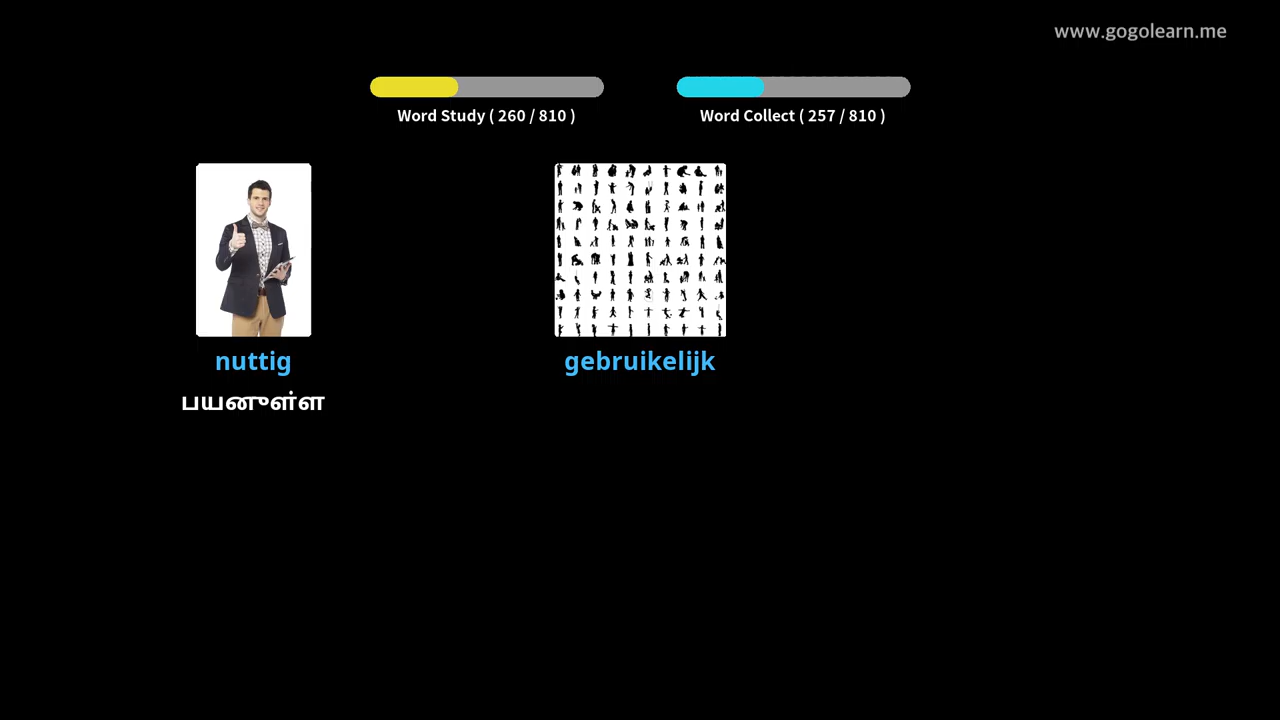 www.gogolearn.me
Word Study ( 260 / 810 )
Word Collect ( 257 / 810 )
nuttig
gebruikelijk
பயனுள்ள